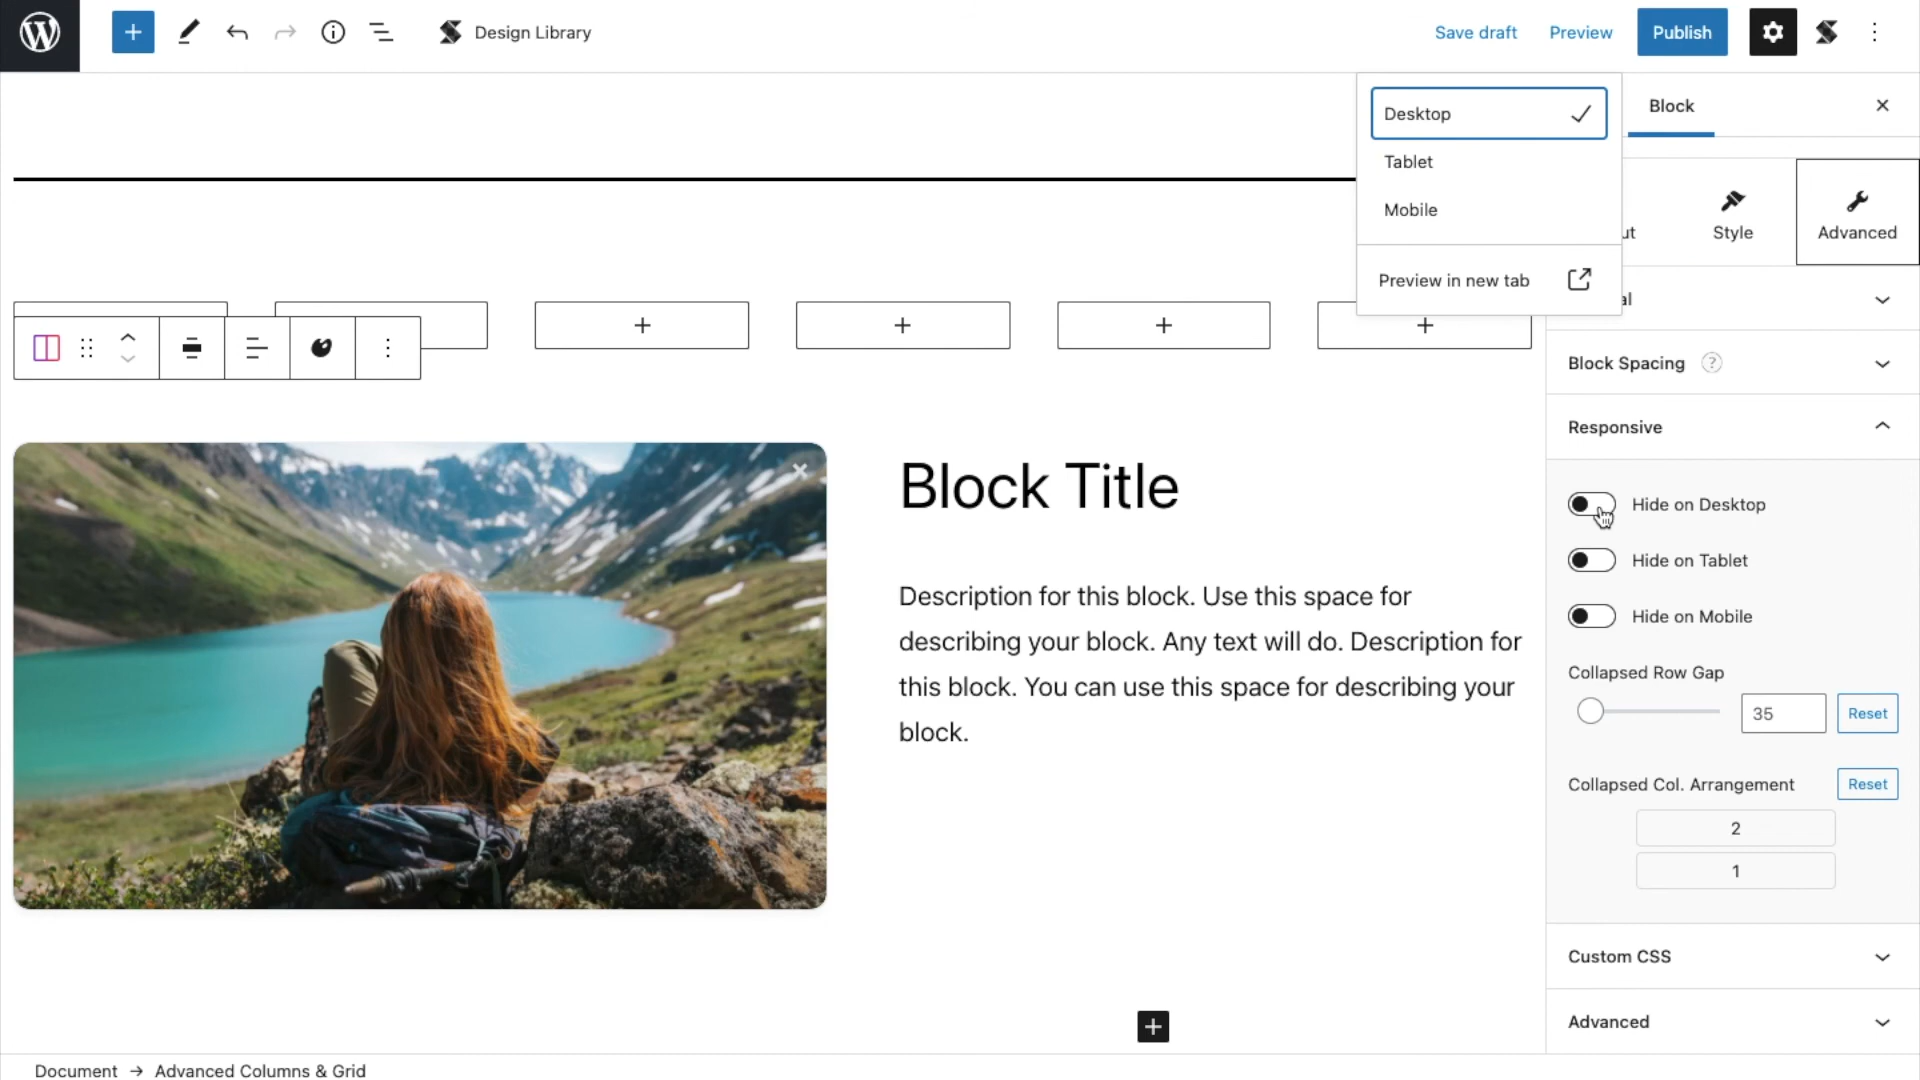 Design Library
Save draft
Preview
Publish
Desktop
Tablet
Mobile
Preview in new tab
Block
ut
Style
Advanced
al
Block Spacing ?
Responsive
Hide on Desktop
Hide on Tablet
Hide on Mobile
Collapsed Row Gap
35
Reset
Collapsed Col. Arrangement
Reset
2
1
Custom CSS
Advanced
Block Title
Description for this block. Use this space for
describing your block. Any text will do. Description for
this block. You can use this space for describing your
block.
Document → Advanced Columns & Grid